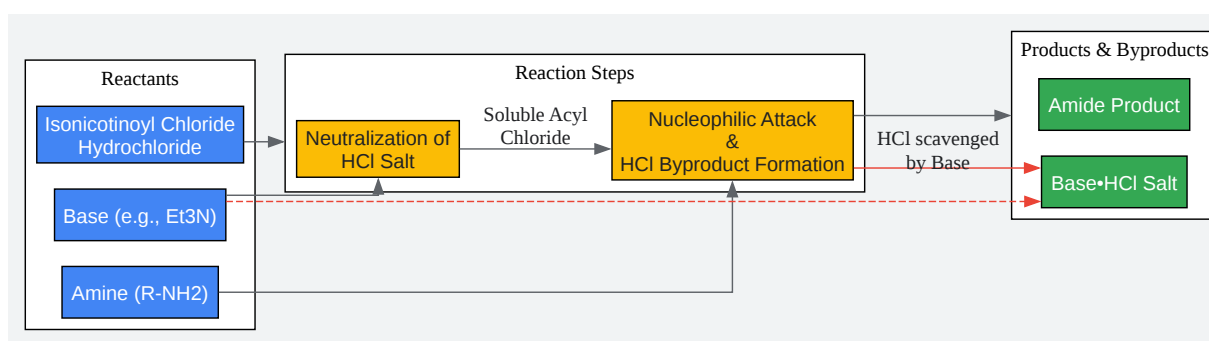 Reactants
Isonicotinoyl Chloride
Hydrochloride
Base (e.g., Et3N)
Amine (R-NH2)
Reaction Steps
Neutralization of
HCl Salt
Soluble Acyl
Chloride
Nucleophilic Attack
&
HCl Byproduct Formation
HCl scavenged
by Base
Products & Byproducts
Amide Product
Base•HCl Salt